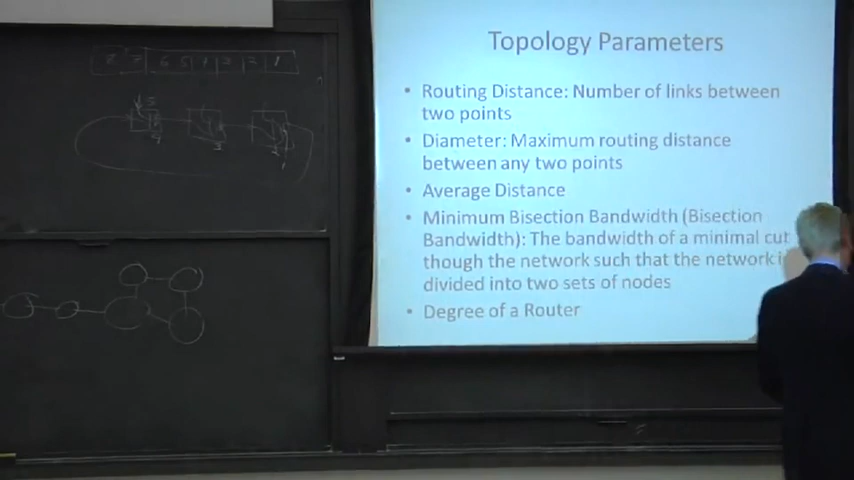 Topology Parameters
• Routing Distance: Number of links between
two points
• Diameter: Maximum routing distance
between any two points
• Average Distance
• Minimum Bisection Bandwidth (Bisection
Bandwidth): The bandwidth of a minimal cut
though the network such that the network
divided into two sets of nodes
• Degree of a Router